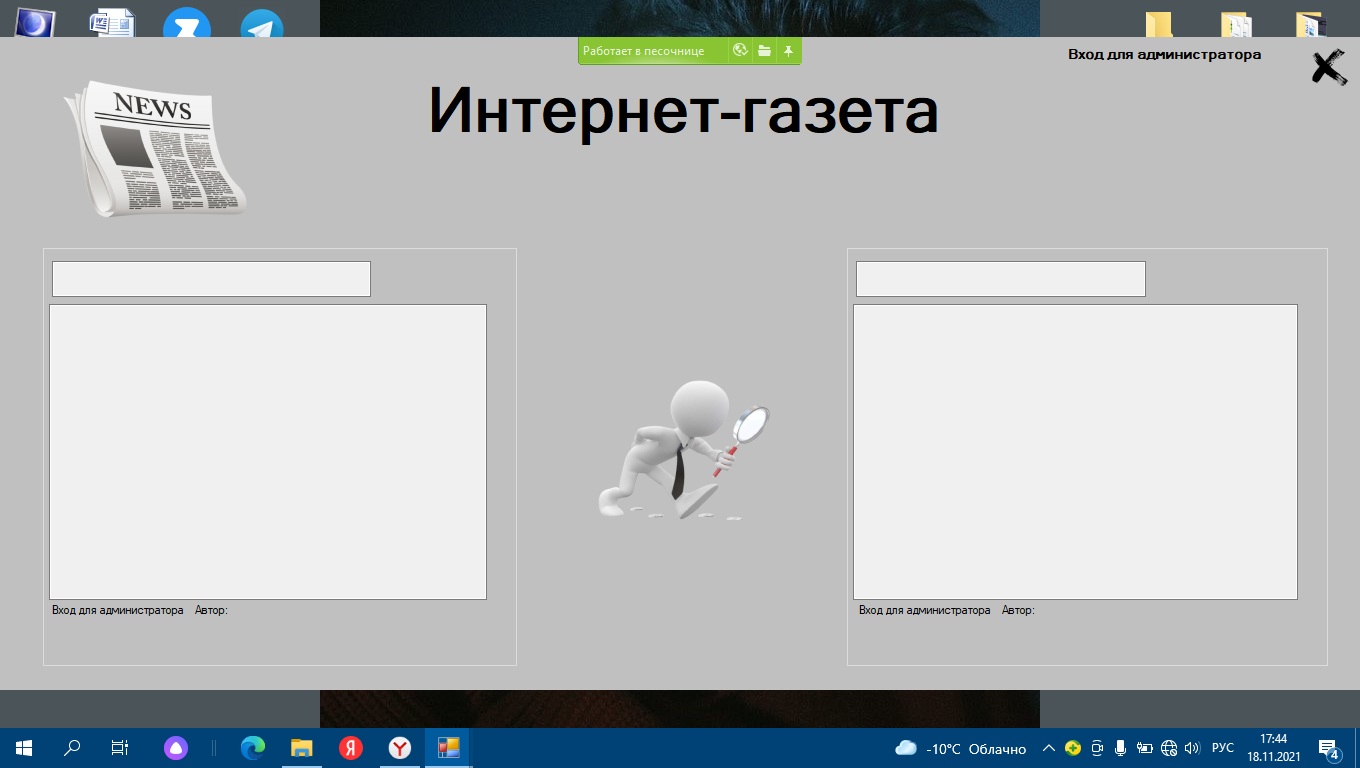 Работает в песочнице
Вход для администратора
NEWS
Интернет-газета
Вход для администратора Автор:
Вход для администратора Автор:
-10°C Облачно
РУС
17:44
18.11.2021
4